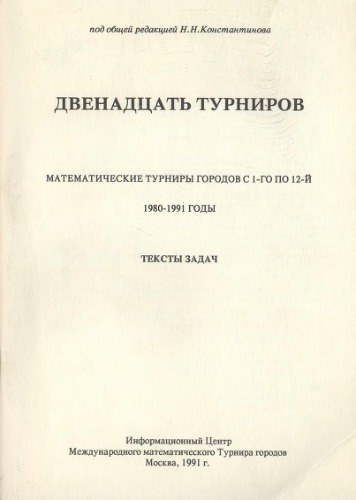 под общей редакцией Н.Н.Константинова
ДВЕНАДЦАТЬ ТУРНИРОВ
МАТЕМАТИЧЕСКИЕ ТУРНИРЫ ГОРОДОВ С 1-ГО ПО 12-Й
1980-1991 ГОДЫ
ТЕКСТЫ ЗАДАЧ
Информационный Центр
Международного математического Турнира городов
Москва, 1991 г.